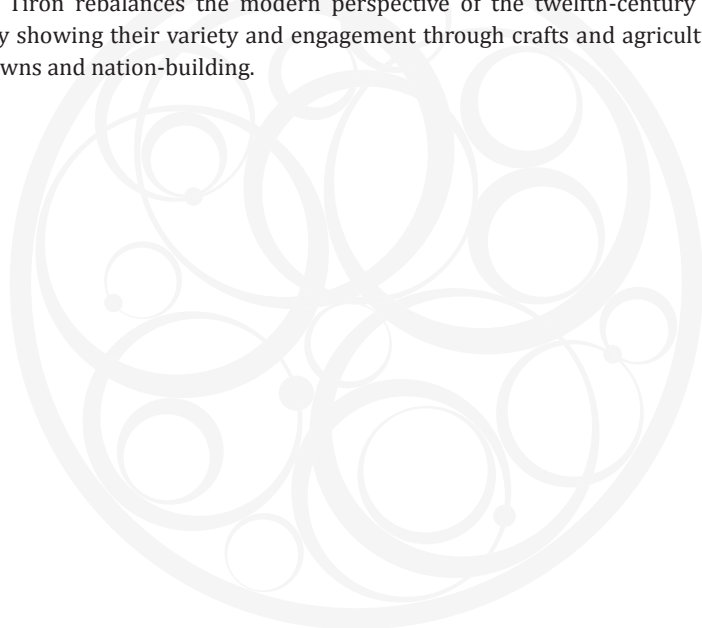 Tiron rebalances the modern perspective of the twelfth-century
y showing their variety and engagement through crafts and agricult
wns and nation-building.